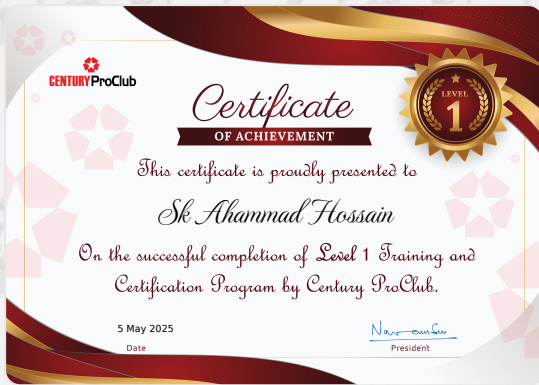 CENTURY ProClub
Certificate
OF ACHIEVEMENT
LEVEL
1
This certificate is proudly presented to
Sk Ahammad Hossain
On the successful completion of Level 1 Training and
Certification Program by Century ProClub.
5 May 2025
Date
President